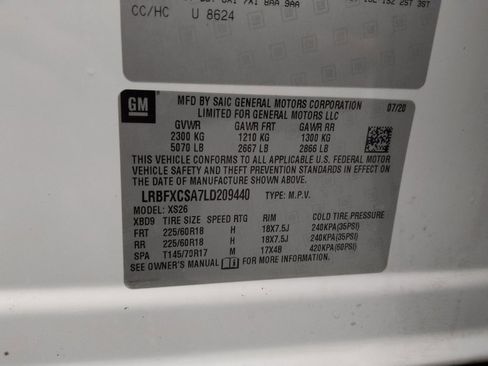 CC/HC U 8624
GM
MFD BY SAIC GENERAL MOTORS CORPORATION
LIMITED FOR GENERAL MOTORS LLC
07/20
GVWR GAWR FRT GAWR RR
2300 KG 1210 KG 1300 KG
5070 LB 2667 LB 2866 LB
THIS VEHICLE CONFORMS TO ALL APPLICABLE U.S. FEDERAL MOTOR
VEHICLE SAFETY AND THEFT PREVENTION STANDARDS IN EFFECT ON THE
DATE OF MANUFACTURE SHOWN ABOVE.
LRBFXCSA7LD209440 TYPE: M.P.V.
MODEL: XS26
XBD9 TIRE SIZE SPEED RTG RIM COLD TIRE PRESSURE
FRT 225/60R18 H 18X7.5J 240KPA(35PSI)
RR 225/60R18 H 18X7.5J 240KPA(35PSI)
SPA T145/70R17 M 17X4B 420KPA(60PSI)
SEE OWNER'S MANUAL FOR MORE INFORMATION.